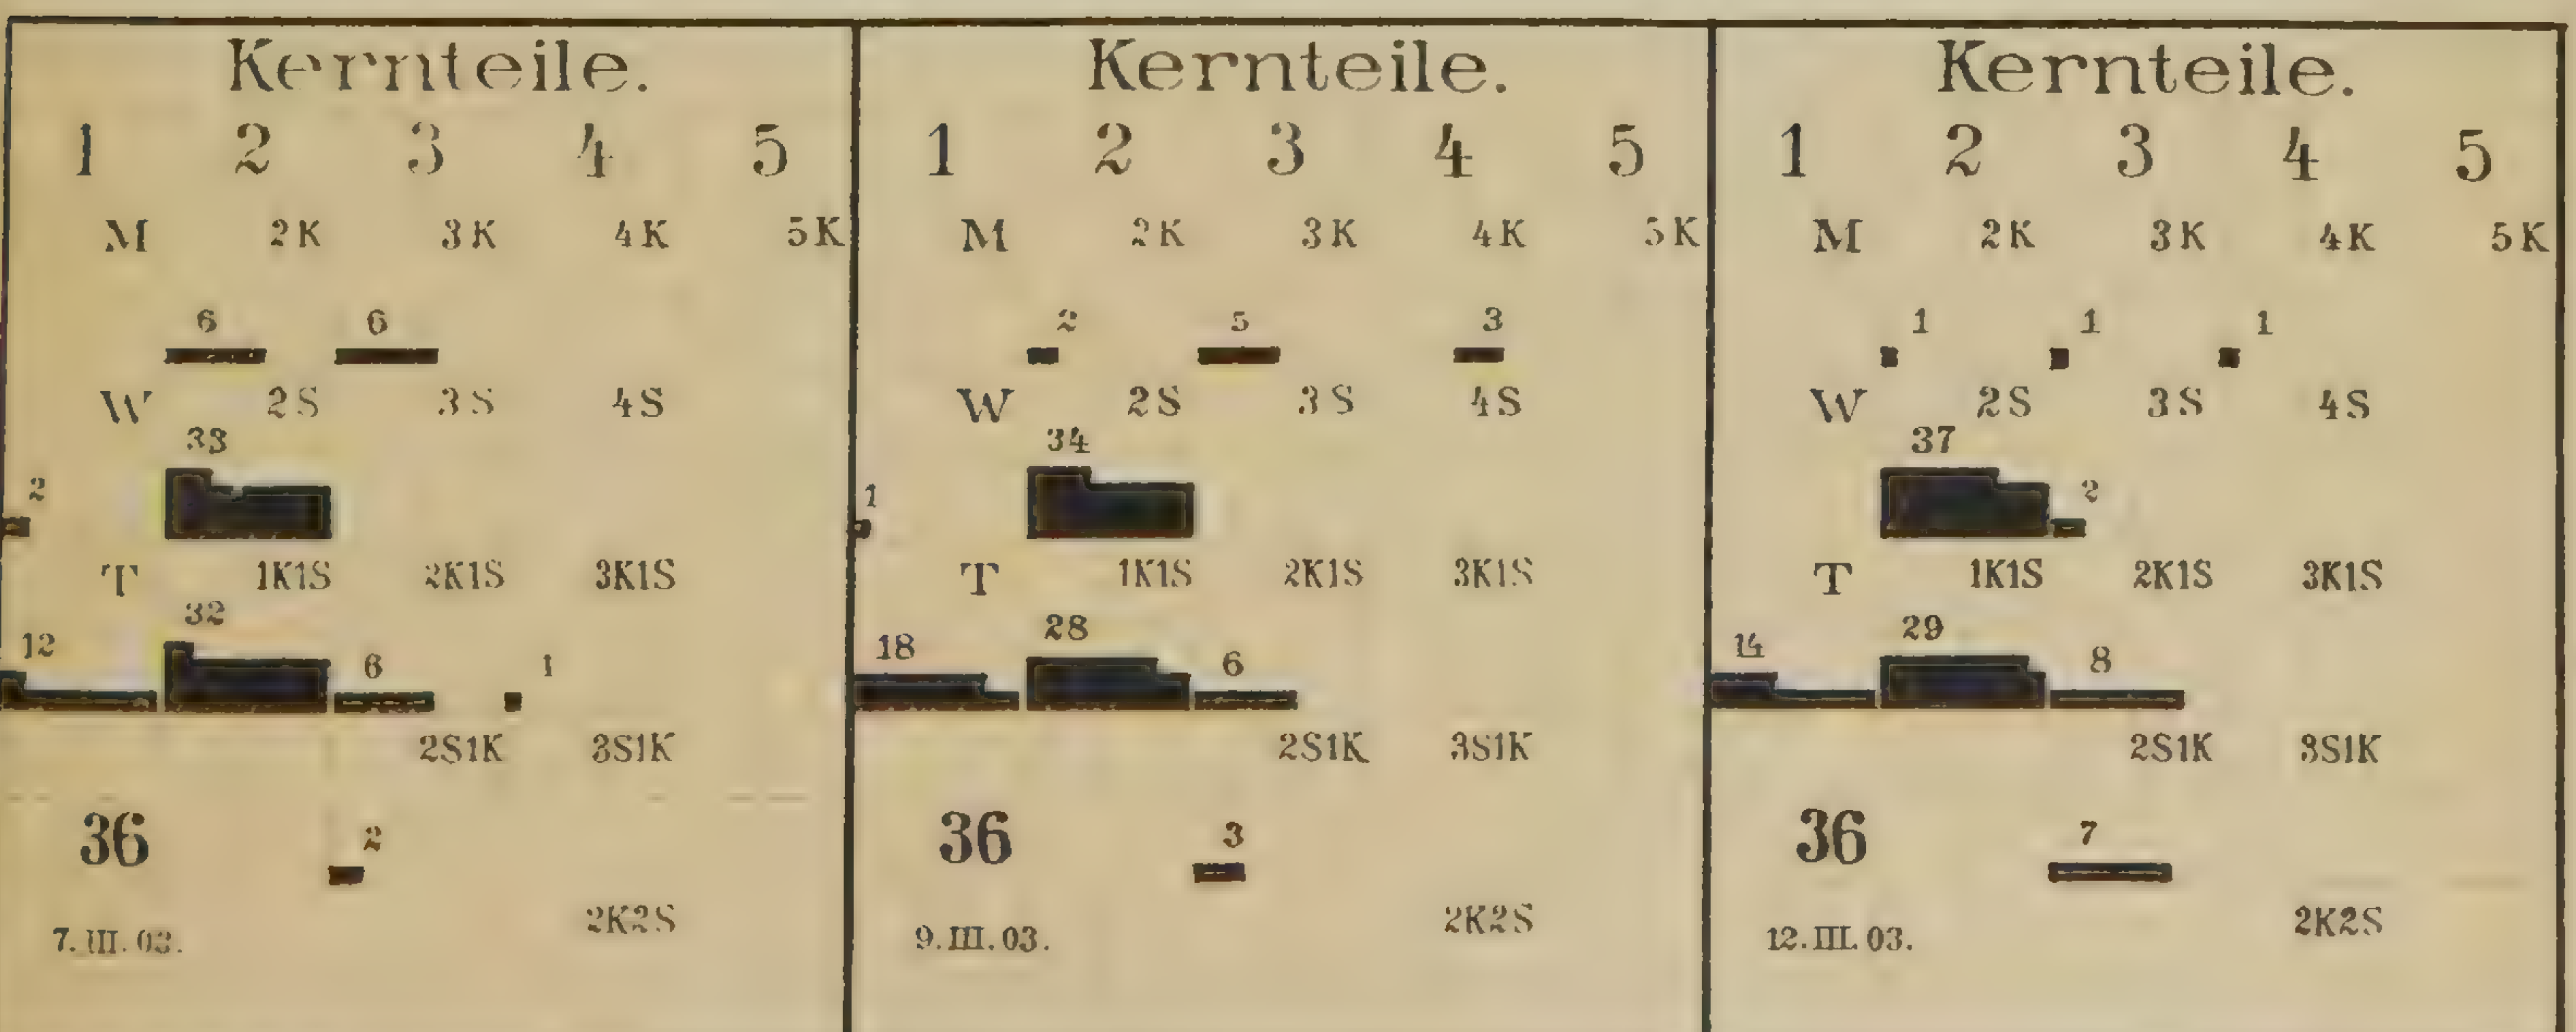 Kernteile.
1 2 3 4 5
M 2K 3K 4K 5K
6 6
W 2S 3S 4S
33
2
T 1K1S 2K1S 3K1S
32
12 6 1
2S1K 3S1K
36 2
2K2S
7.III.03.
Kernteile.
1 2 3 4 5
M 2K 3K 4K 5K
2 5 3
W 2S 3S 4S
34
1
T 1K1S 2K1S 3K1S
28
18 6
2S1K 3S1K
36 3
2K2S
9.III.03.
Kernteile.
1 2 3 4 5
M 2K 3K 4K 5K
1 1 1
W 2S 3S 4S
37
2
T 1K1S 2K1S 3K1S
29
14 8
2S1K 3S1K
36 7
2K2S
12.III.03.